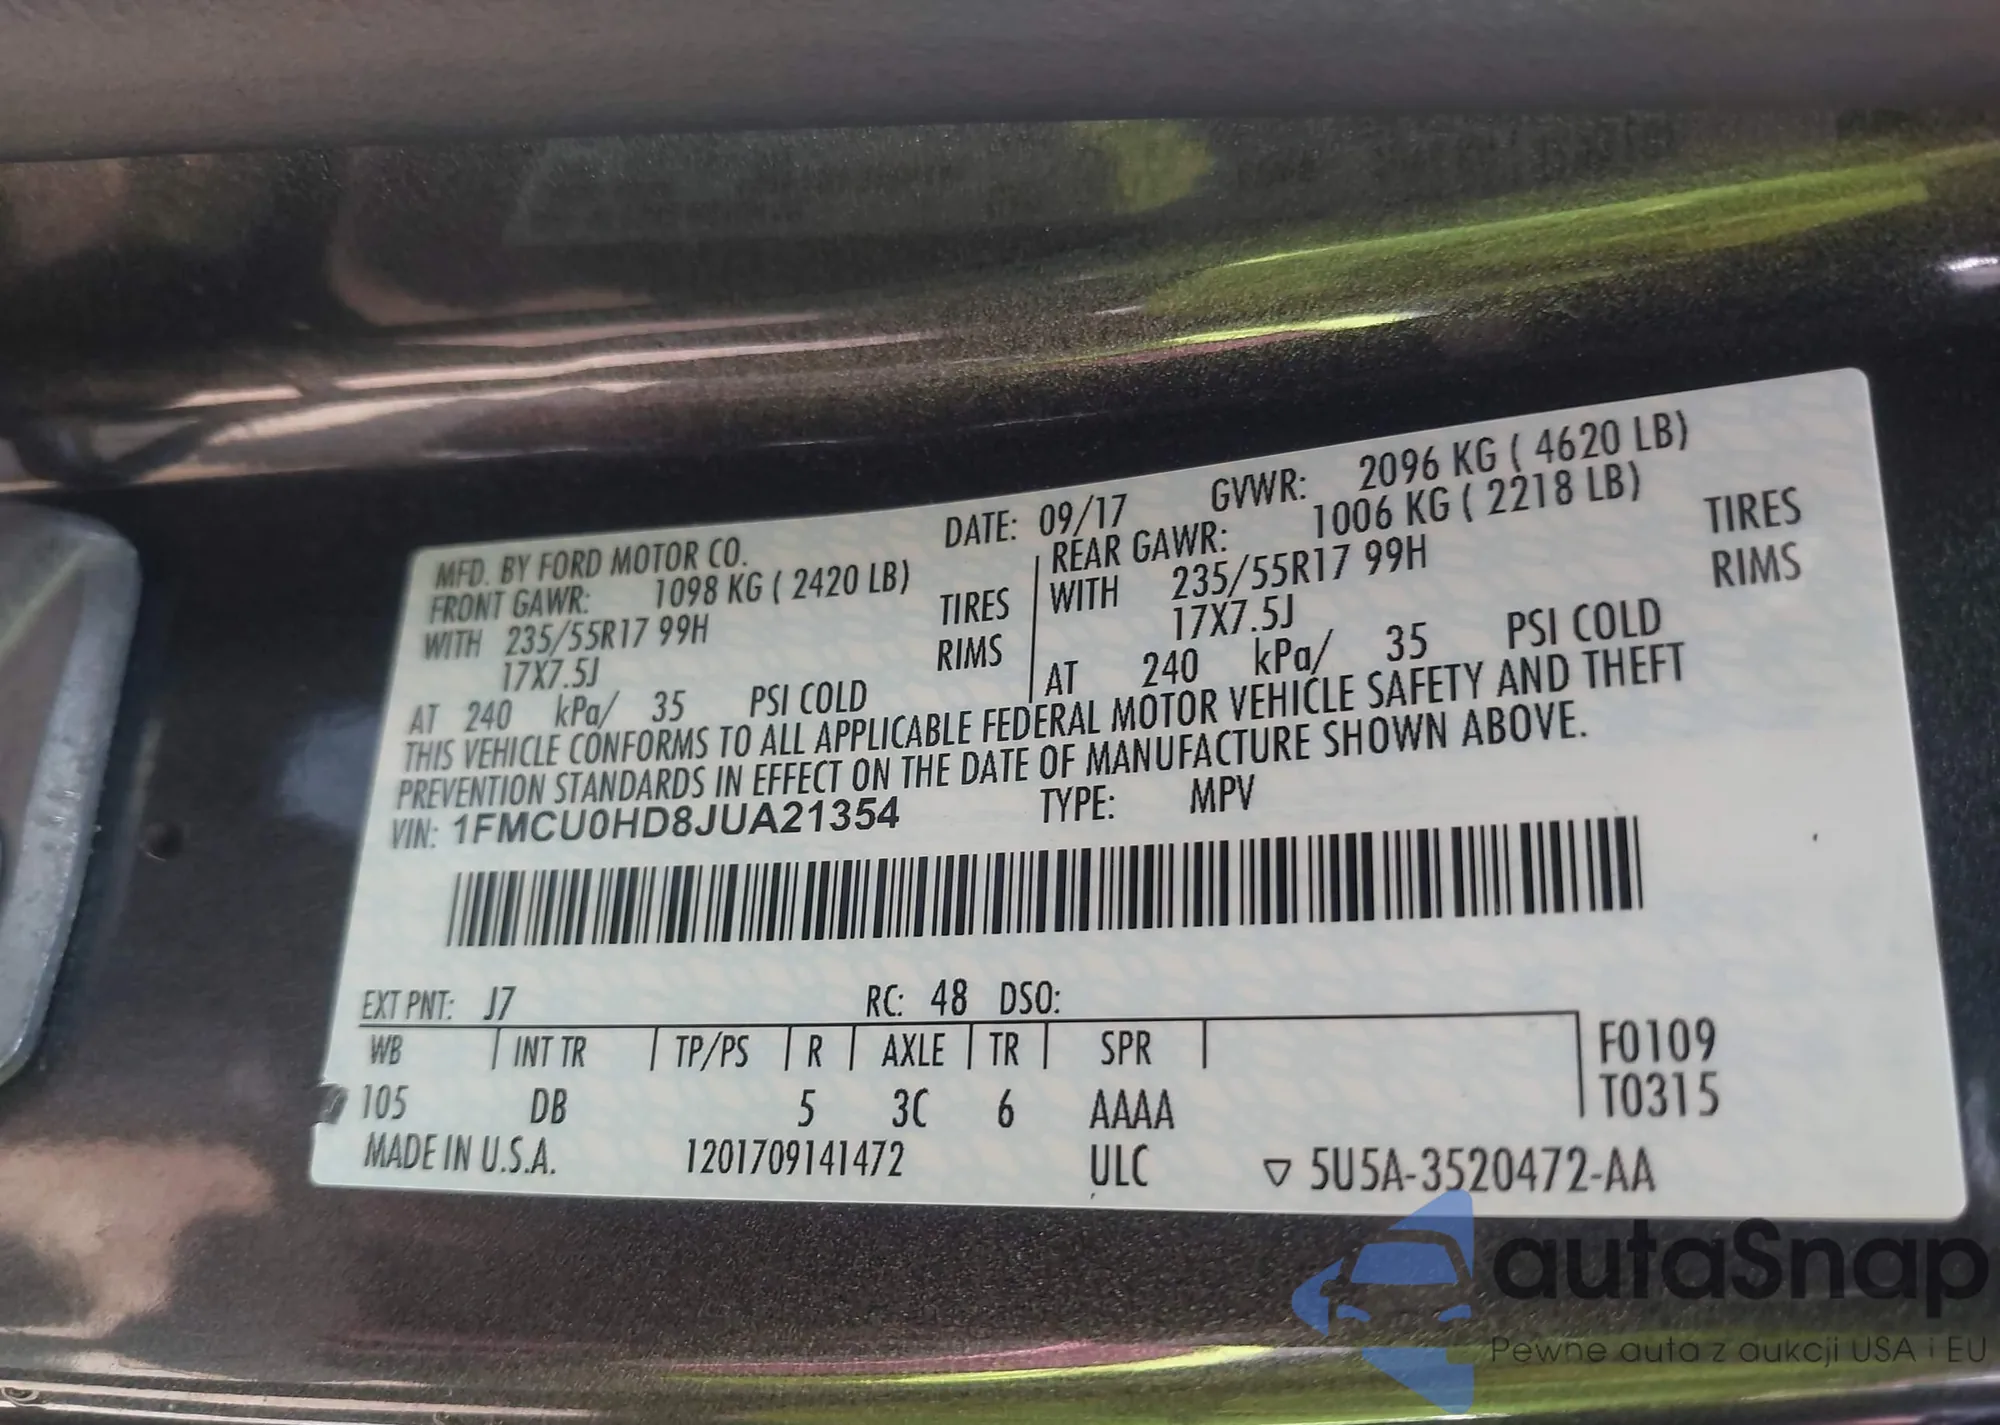 MFD. BY FORD MOTOR CO. DATE: 09/17 GVWR: 2096 KG ( 4620 LB)
FRONT GAWR: 1098 KG ( 2420 LB) REAR GAWR: 1006 KG ( 2218 LB)
WITH 235/55R17 99H TIRES WITH 235/55R17 99H TIRES
17X7.5J RIMS 17X7.5J RIMS
AT 240 kPa/ 35 PSI COLD AT 240 kPa/ 35 PSI COLD
THIS VEHICLE CONFORMS TO ALL APPLICABLE FEDERAL MOTOR VEHICLE SAFETY AND THEFT
PREVENTION STANDARDS IN EFFECT ON THE DATE OF MANUFACTURE SHOWN ABOVE.
VIN: 1FMCU0HD8JUA21354 TYPE: MPV
EXT PNT: J7 RC: 48 DSO:
WB | INT TR | TP/PS | R | AXLE | TR | SPR | F0109
105 DB 5 3C 6 AAAA T0315
MADE IN U.S.A. 1201709141472 ULC ▽ 5U5A-3520472-AA
autaSnap
Pewne auta z aukcji USA i EU